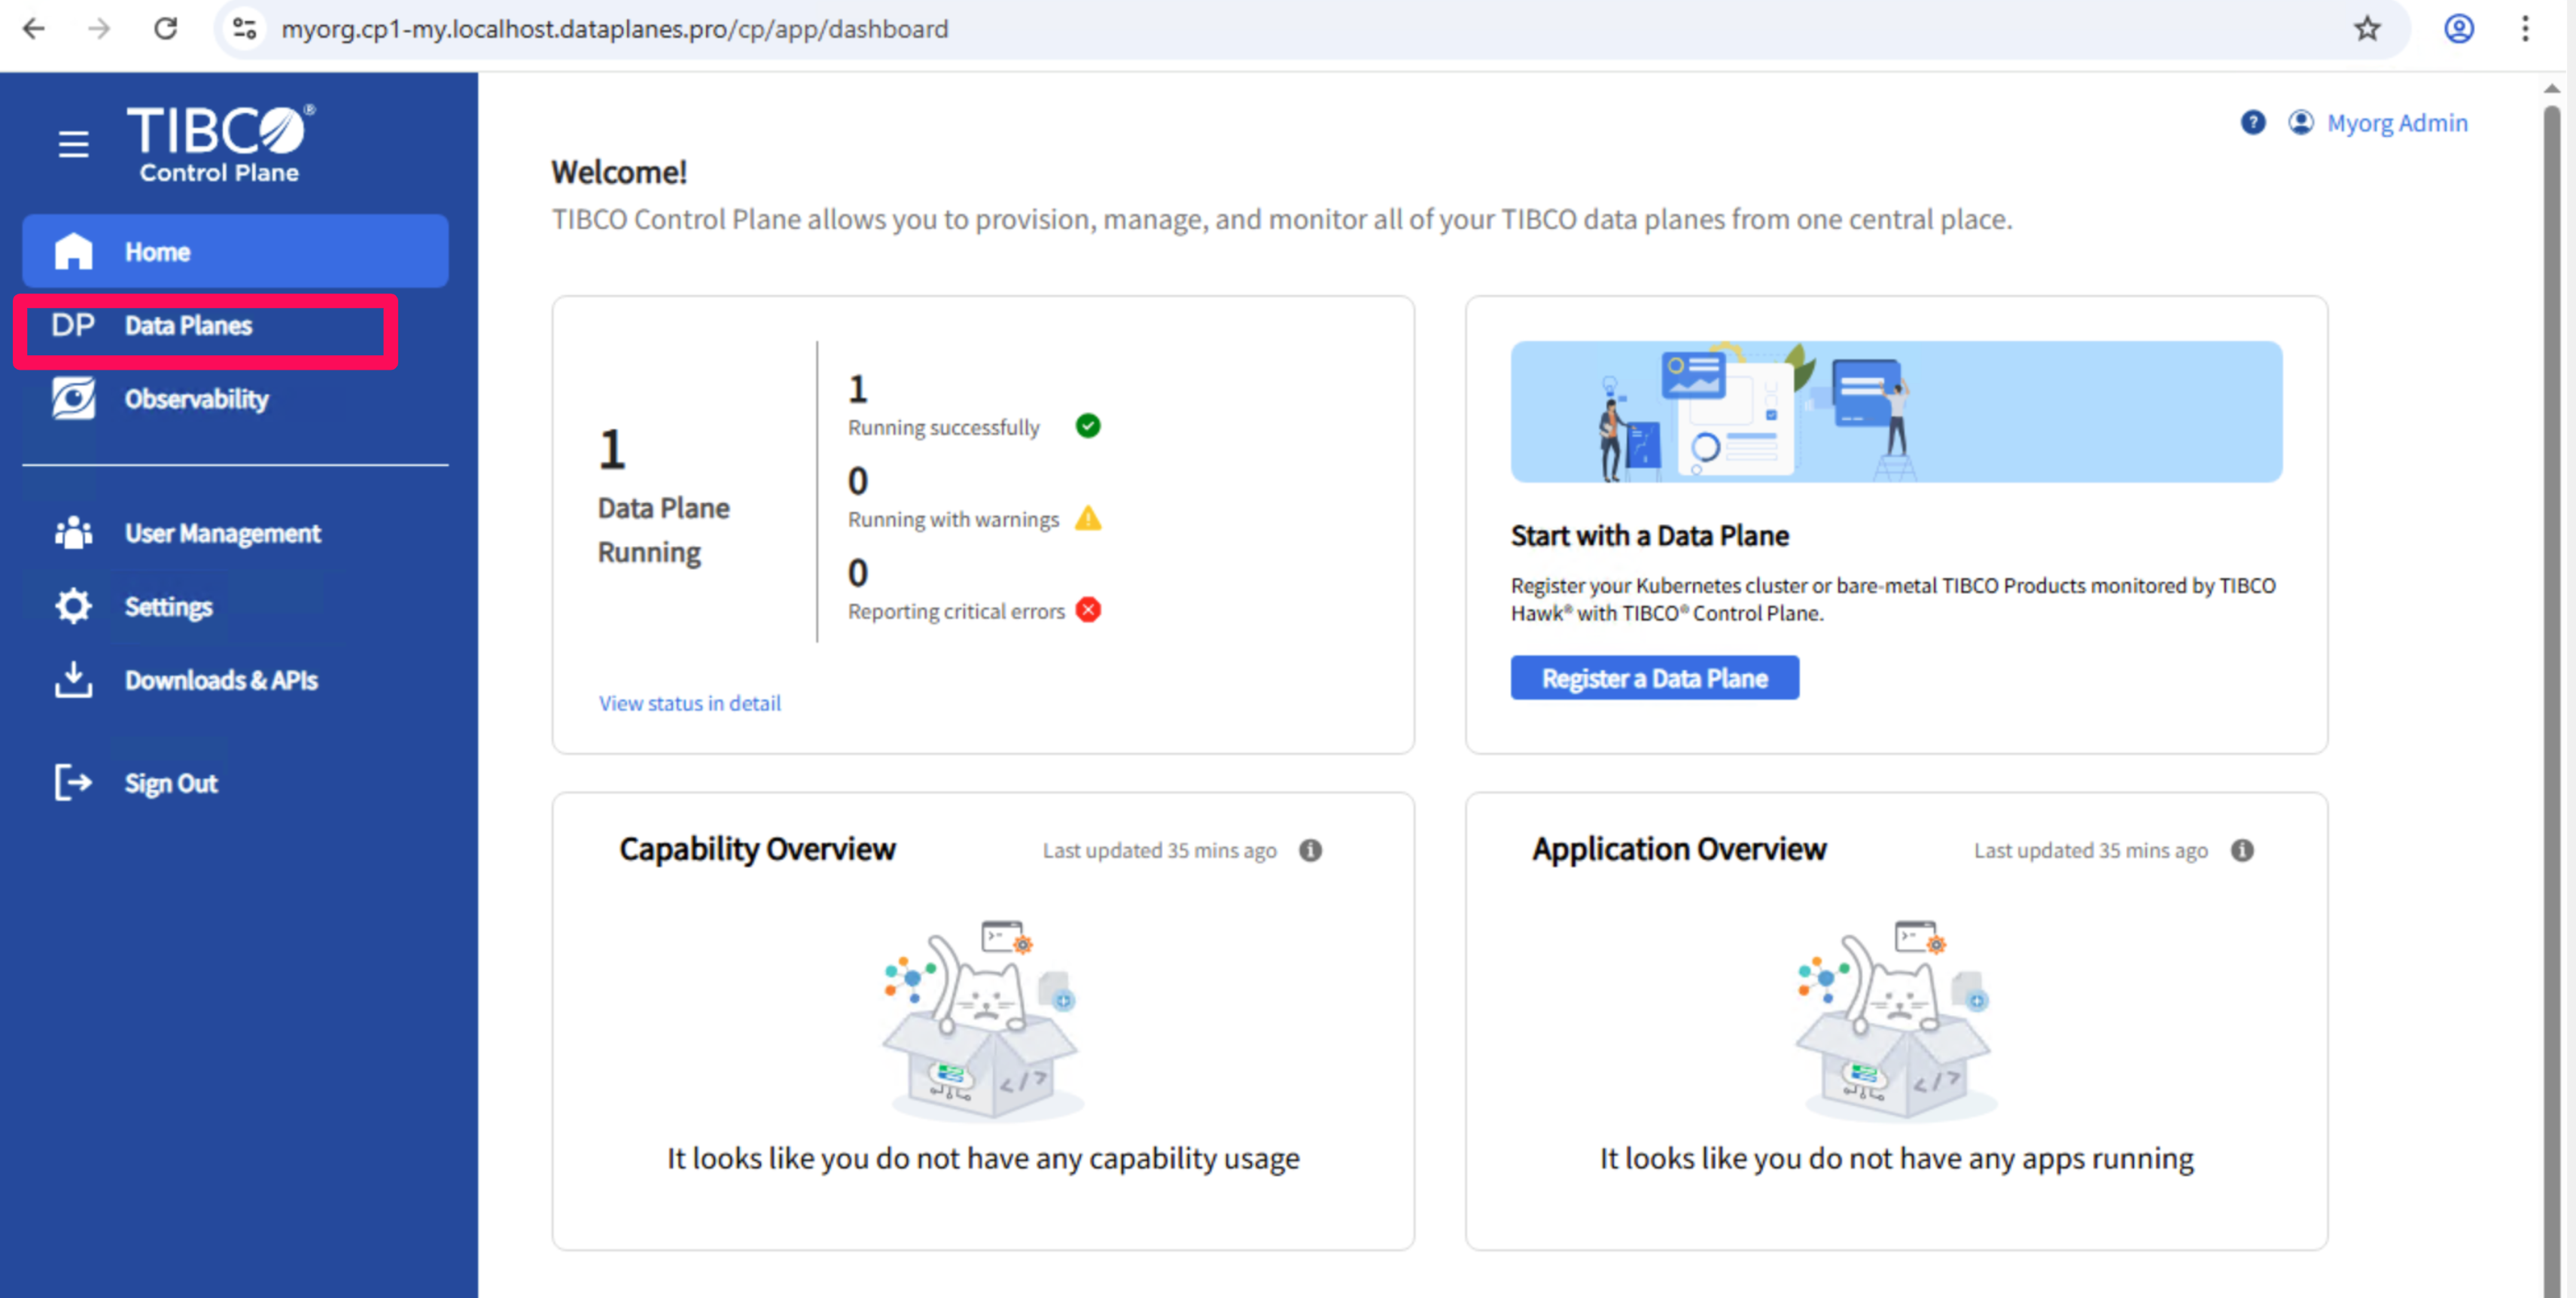 myorg.cp1-my.localhost.dataplanes.pro/cp/app/dashboard
TIBCO®
Control Plane
Home
DP Data Planes
Observability
User Management
Settings
Downloads & APIs
Sign Out
? Myorg Admin
Welcome!
TIBCO Control Plane allows you to provision, manage, and monitor all of your TIBCO data planes from one central place.
1
Data Plane
Running
1
Running successfully
0
Running with warnings
0
Reporting critical errors
View status in detail
Start with a Data Plane
Register your Kubernetes cluster or bare-metal TIBCO Products monitored by TIBCO
Hawk® with TIBCO® Control Plane.
Register a Data Plane
Capability Overview
Last updated 35 mins ago
</>
It looks like you do not have any capability usage
Application Overview
Last updated 35 mins ago
</>
It looks like you do not have any apps running